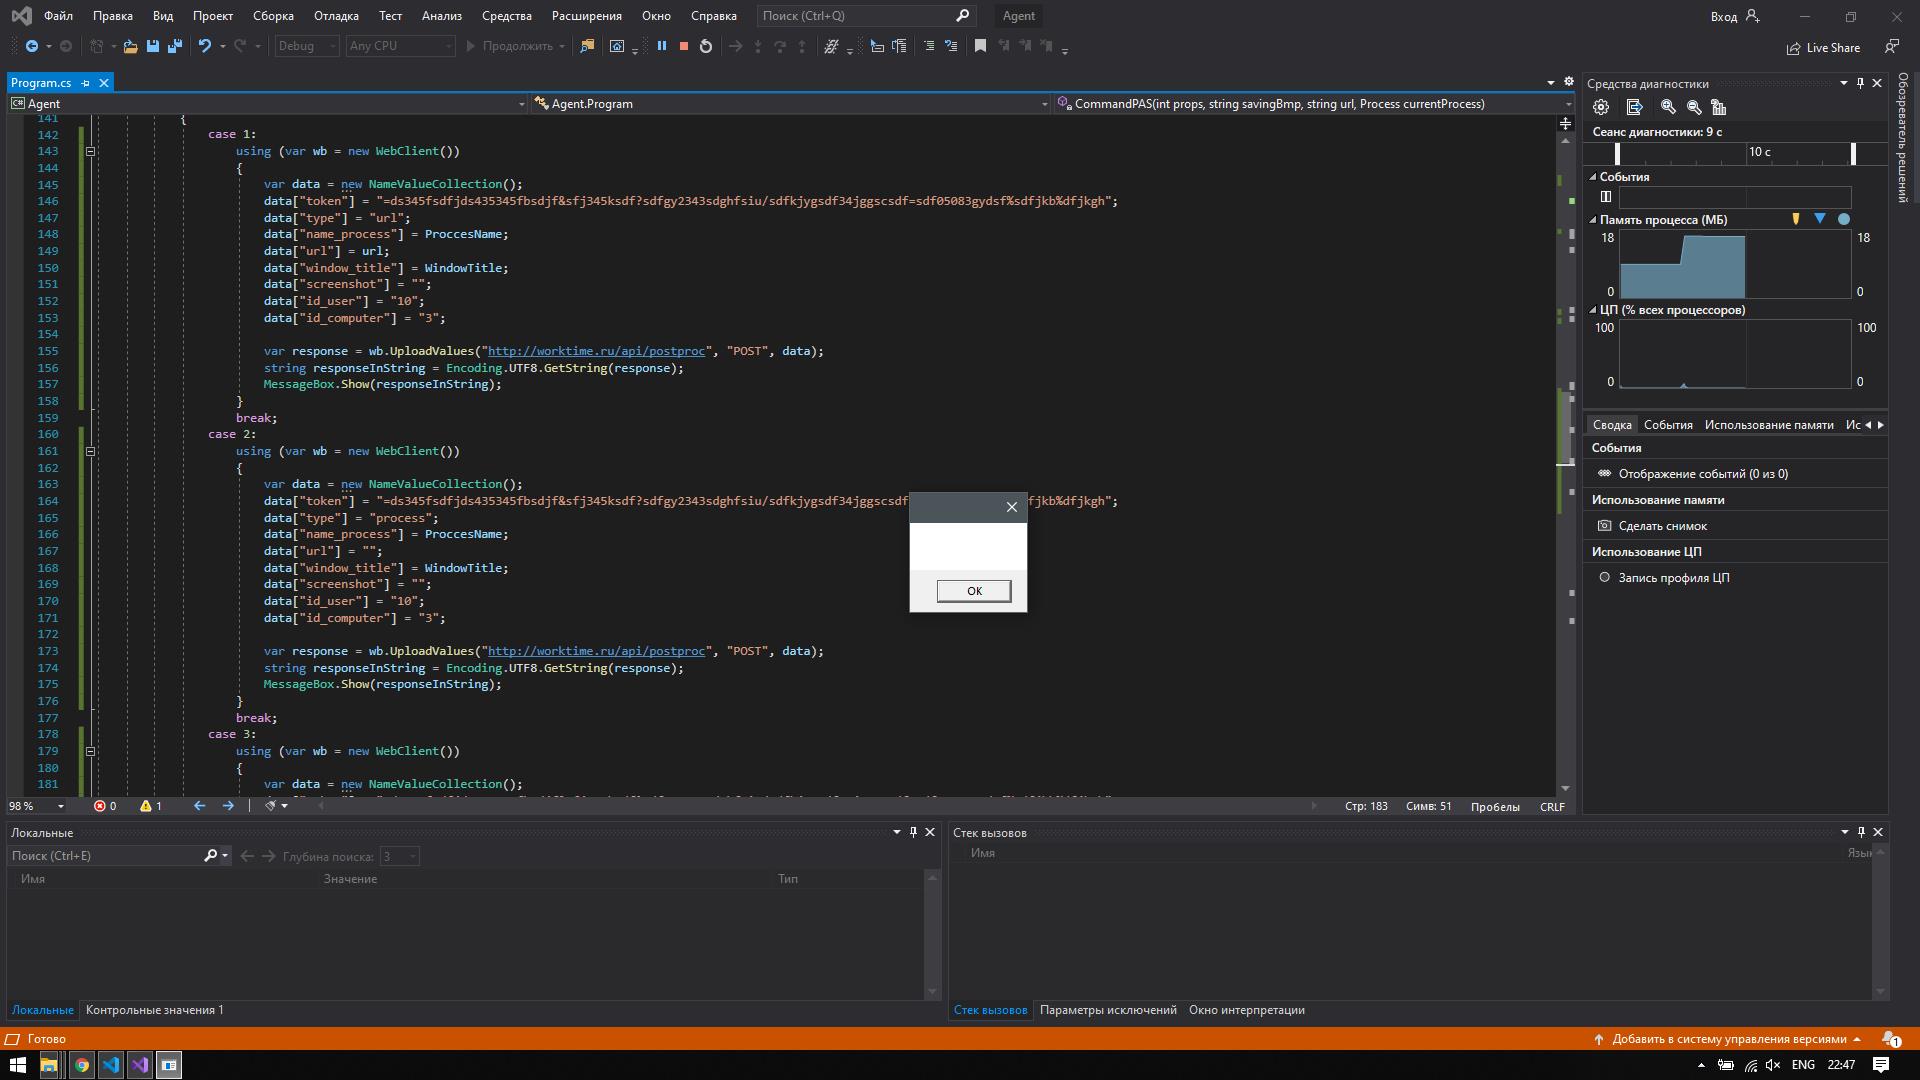 Файл Правка Вид Проект Сборка Отладка Тест Анализ Средства Расширения Окно Справка Поиск (Ctrl+Q) Agent Вход
Debug Any CPU Продолжить Live Share
Program.cs
Agent Agent.Program CommandPAS(int props, string savingBmp, string url, Process currentProcess)
141 {
142 case 1:
143 using (var wb = new WebClient())
144 {
145 var data = new NameValueCollection();
146 data["token"] = "=ds345fsdfjds435345fbsdjf&sfj345ksdf?sdfgy2343sdghfsiu/sdfkjygsdf34jggscsdf=sdf05083gydsf%sdfjkb%dfjkgh";
147 data["type"] = "url";
148 data["name_process"] = ProccesName;
149 data["url"] = url;
150 data["window_title"] = WindowTitle;
151 data["screenshot"] = "";
152 data["id_user"] = "10";
153 data["id_computer"] = "3";
154
155 var response = wb.UploadValues("http://worktime.ru/api/postproc", "POST", data);
156 string responseInString = Encoding.UTF8.GetString(response);
157 MessageBox.Show(responseInString);
158 }
159 break;
160 case 2:
161 using (var wb = new WebClient())
162 {
163 var data = new NameValueCollection();
164 data["token"] = "=ds345fsdfjds435345fbsdjf&sfj345ksdf?sdfgy2343sdghfsiu/sdfkjygsdf34jggscsdf fjkb%dfjkgh";
165 data["type"] = "process";
166 data["name_process"] = ProccesName;
167 data["url"] = "";
168 data["window_title"] = WindowTitle;
169 data["screenshot"] = "";
170 data["id_user"] = "10";
171 data["id_computer"] = "3";
172
173 var response = wb.UploadValues("http://worktime.ru/api/postproc", "POST", data);
174 string responseInString = Encoding.UTF8.GetString(response);
175 MessageBox.Show(responseInString);
176 }
177 break;
178 case 3:
179 using (var wb = new WebClient())
180 {
181 var data = new NameValueCollection();
OK
98 % 0 1 Стр: 183 Симв: 51 Пробелы CRLF
Средства диагностики
Сеанс диагностики: 9 с
10 с
События
Память процесса (МБ)
18 18
0 0
ЦП (% всех процессоров)
100 100
0 0
Сводка События Использование памяти Ис
События
Отображение событий (0 из 0)
Использование памяти
Сделать снимок
Использование ЦП
Запись профиля ЦП
Обозреватель решений
Локальные
Поиск (Ctrl+E) Глубина поиска: 3
Имя Значение Тип
Локальные Контрольные значения 1
Стек вызовов
Имя Язык
Стек вызовов Параметры исключений Окно интерпретации
Готово Добавить в систему управления версиями 1
ENG 22:47